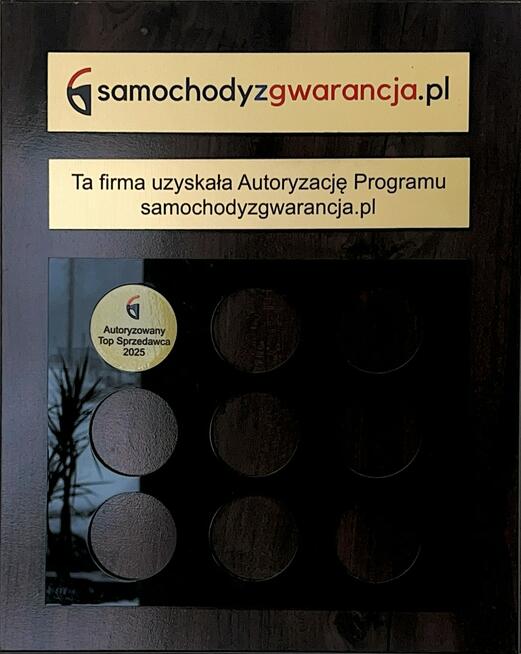 samochodyzgwarancja.pl
Ta firma uzyskała Autoryzację Programu
samochodyzgwarancja.pl
Autoryzowany
Top Sprzedawca
2025